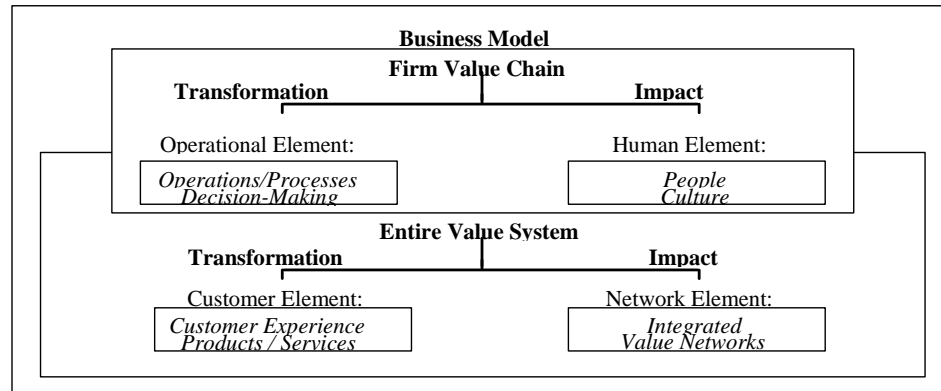 Business Model
Firm Value Chain
Transformation Impact
Operational Element: Human Element:
Operations/Processes People
Decision-Making Culture
Entire Value System
Transformation Impact
Customer Element: Network Element:
Customer Experience Integrated
Products / Services Value Networks